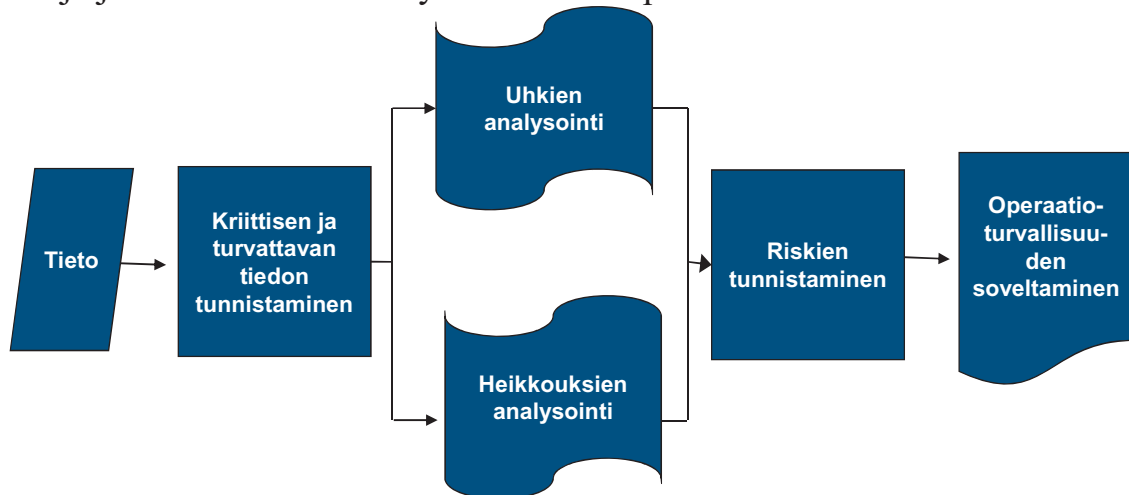 Uhkien
analysointi
Tieto
Kriittisen ja
turvattavan
tiedon
tunnistaminen
Heikkouksien
analysointi
Riskien
tunnistaminen
Operaatio-
turvallisuu-
den
soveltaminen